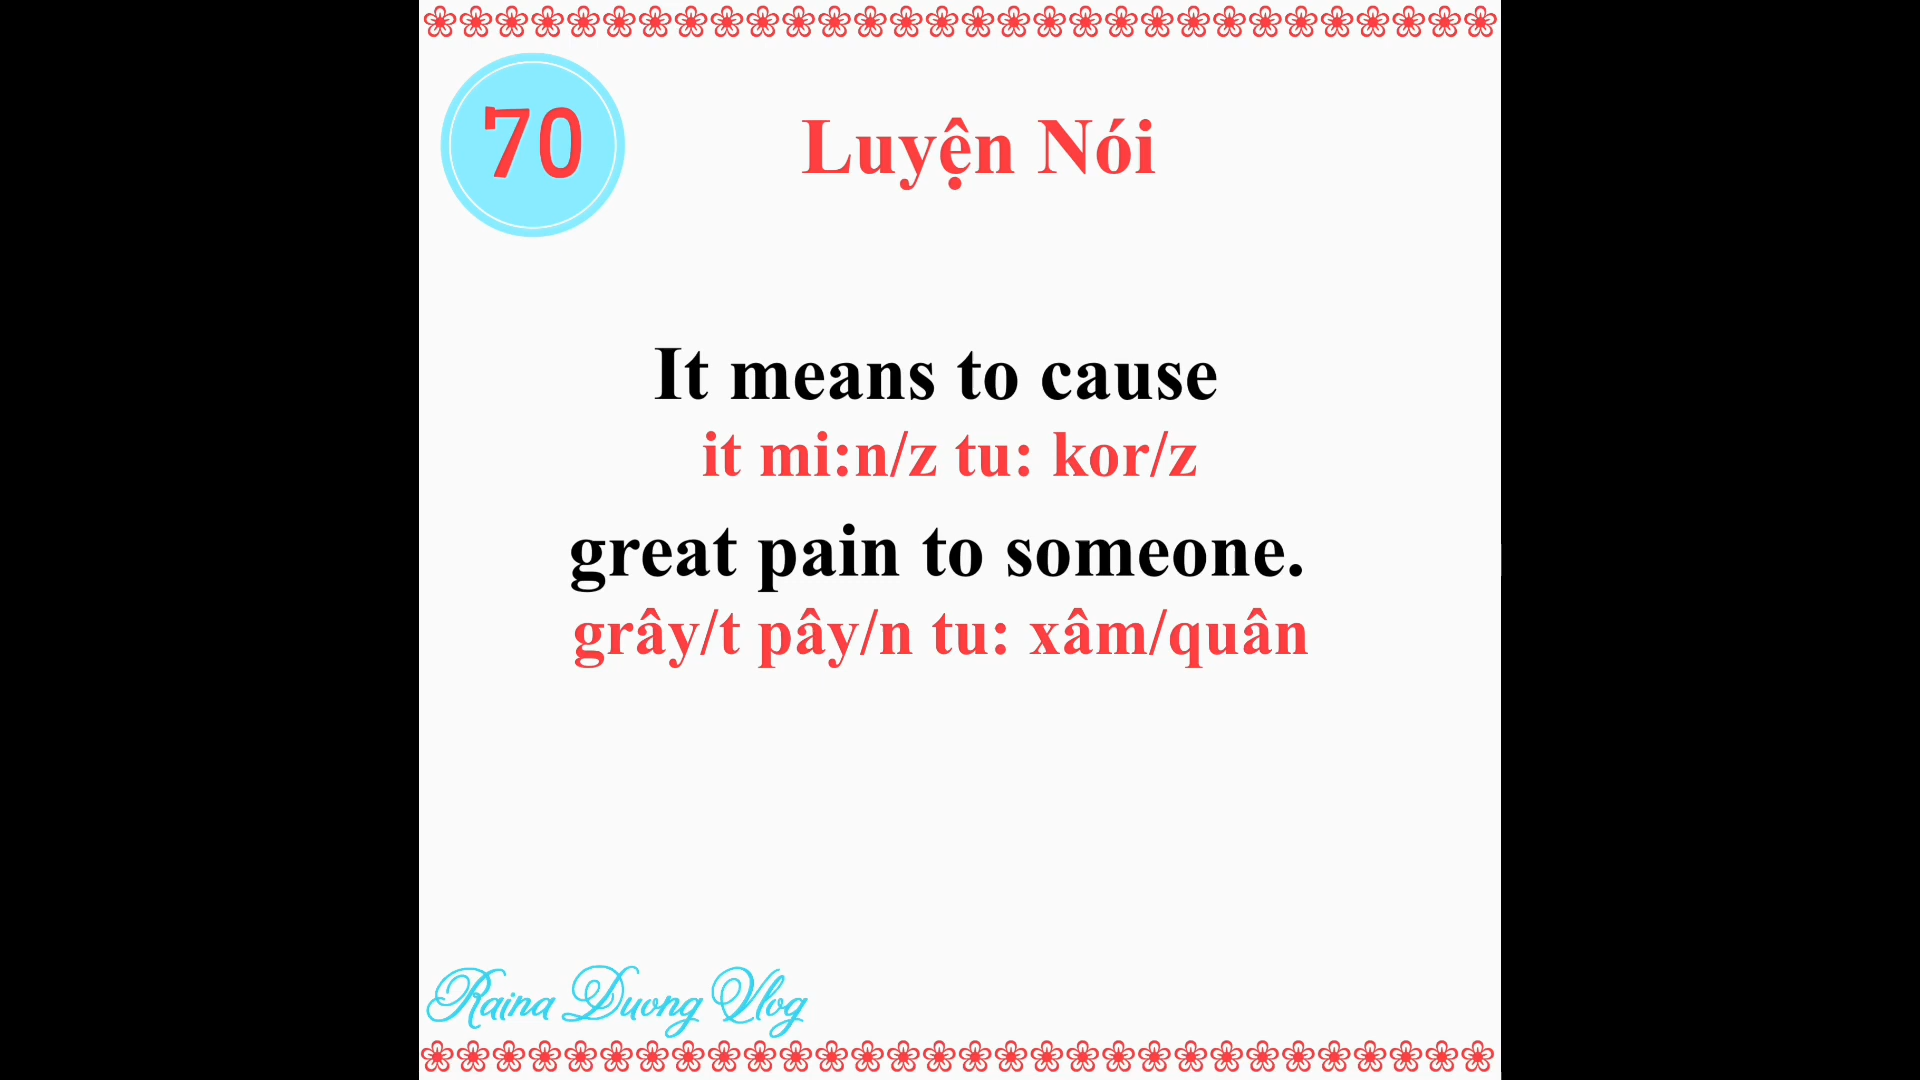 70
Luyện Nói
It means to cause
it mi:n/z tu: kor/z
great pain to someone.
grây/t pây/n tu: xâm/quân
Raina Duong Vlog